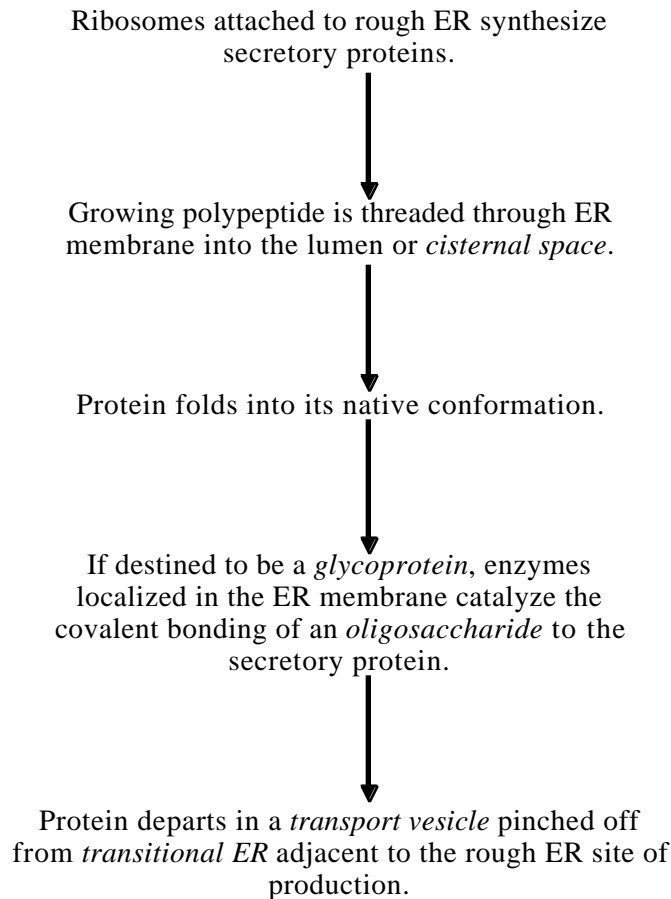 Ribosomes attached to rough ER synthesize
secretory proteins.
Growing polypeptide is threaded through ER
membrane into the lumen or cisternal space.
Protein folds into its native conformation.
If destined to be a glycoprotein, enzymes
localized in the ER membrane catalyze the
covalent bonding of an oligosaccharide to the
secretory protein.
Protein departs in a transport vesicle pinched off
from transitional ER adjacent to the rough ER site of
production.